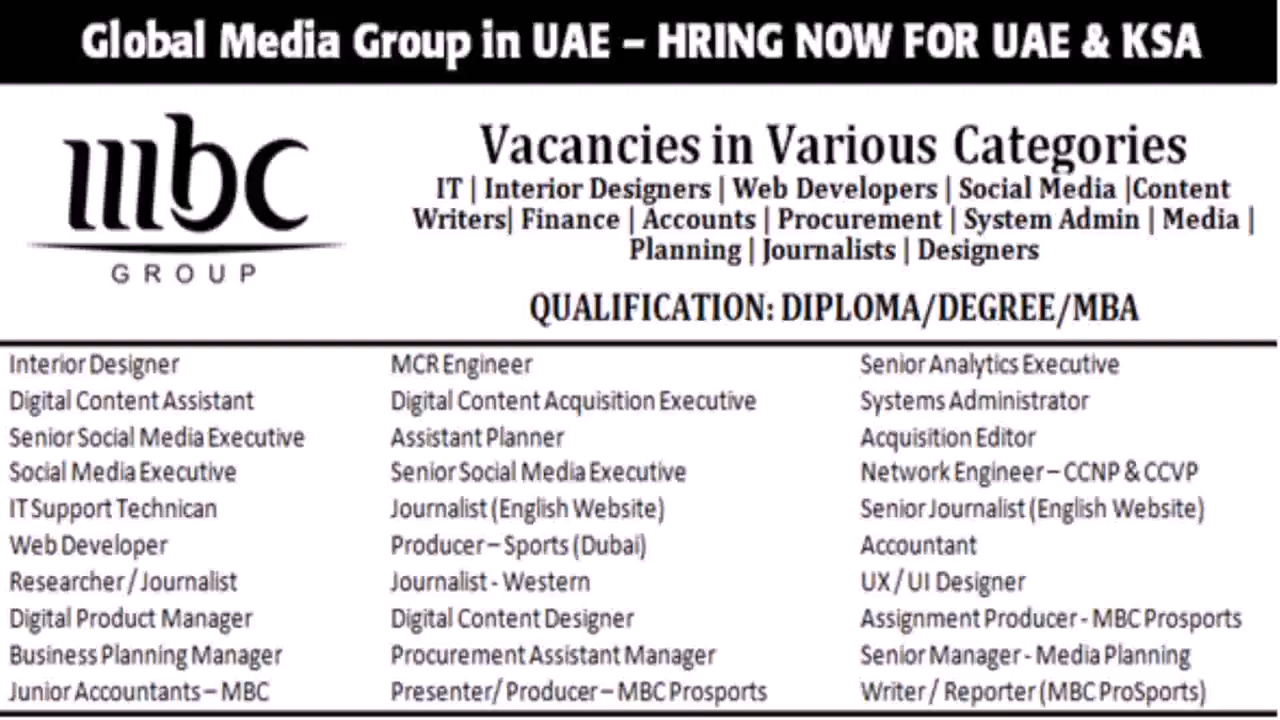 Global Media Group in UAE – HRING NOW FOR UAE & KSA
mbc
GROUP
Vacancies in Various Categories
IT | Interior Designers | Web Developers | Social Media |Content
Writers| Finance | Accounts | Procurement | System Admin | Media |
Planning | Journalists | Designers
QUALIFICATION: DIPLOMA/DEGREE/MBA
Interior Designer
Digital Content Assistant
Senior Social Media Executive
Social Media Executive
IT Support Technican
Web Developer
Researcher / Journalist
Digital Product Manager
Business Planning Manager
Junior Accountants – MBC
MCR Engineer
Digital Content Acquisition Executive
Assistant Planner
Senior Social Media Executive
Journalist (English Website)
Producer – Sports (Dubai)
Journalist - Western
Digital Content Designer
Procurement Assistant Manager
Presenter/ Producer – MBC Prosports
Senior Analytics Executive
Systems Administrator
Acquisition Editor
Network Engineer – CCNP & CCVP
Senior Journalist (English Website)
Accountant
UX / UI Designer
Assignment Producer - MBC Prosports
Senior Manager - Media Planning
Writer / Reporter (MBC ProSports)